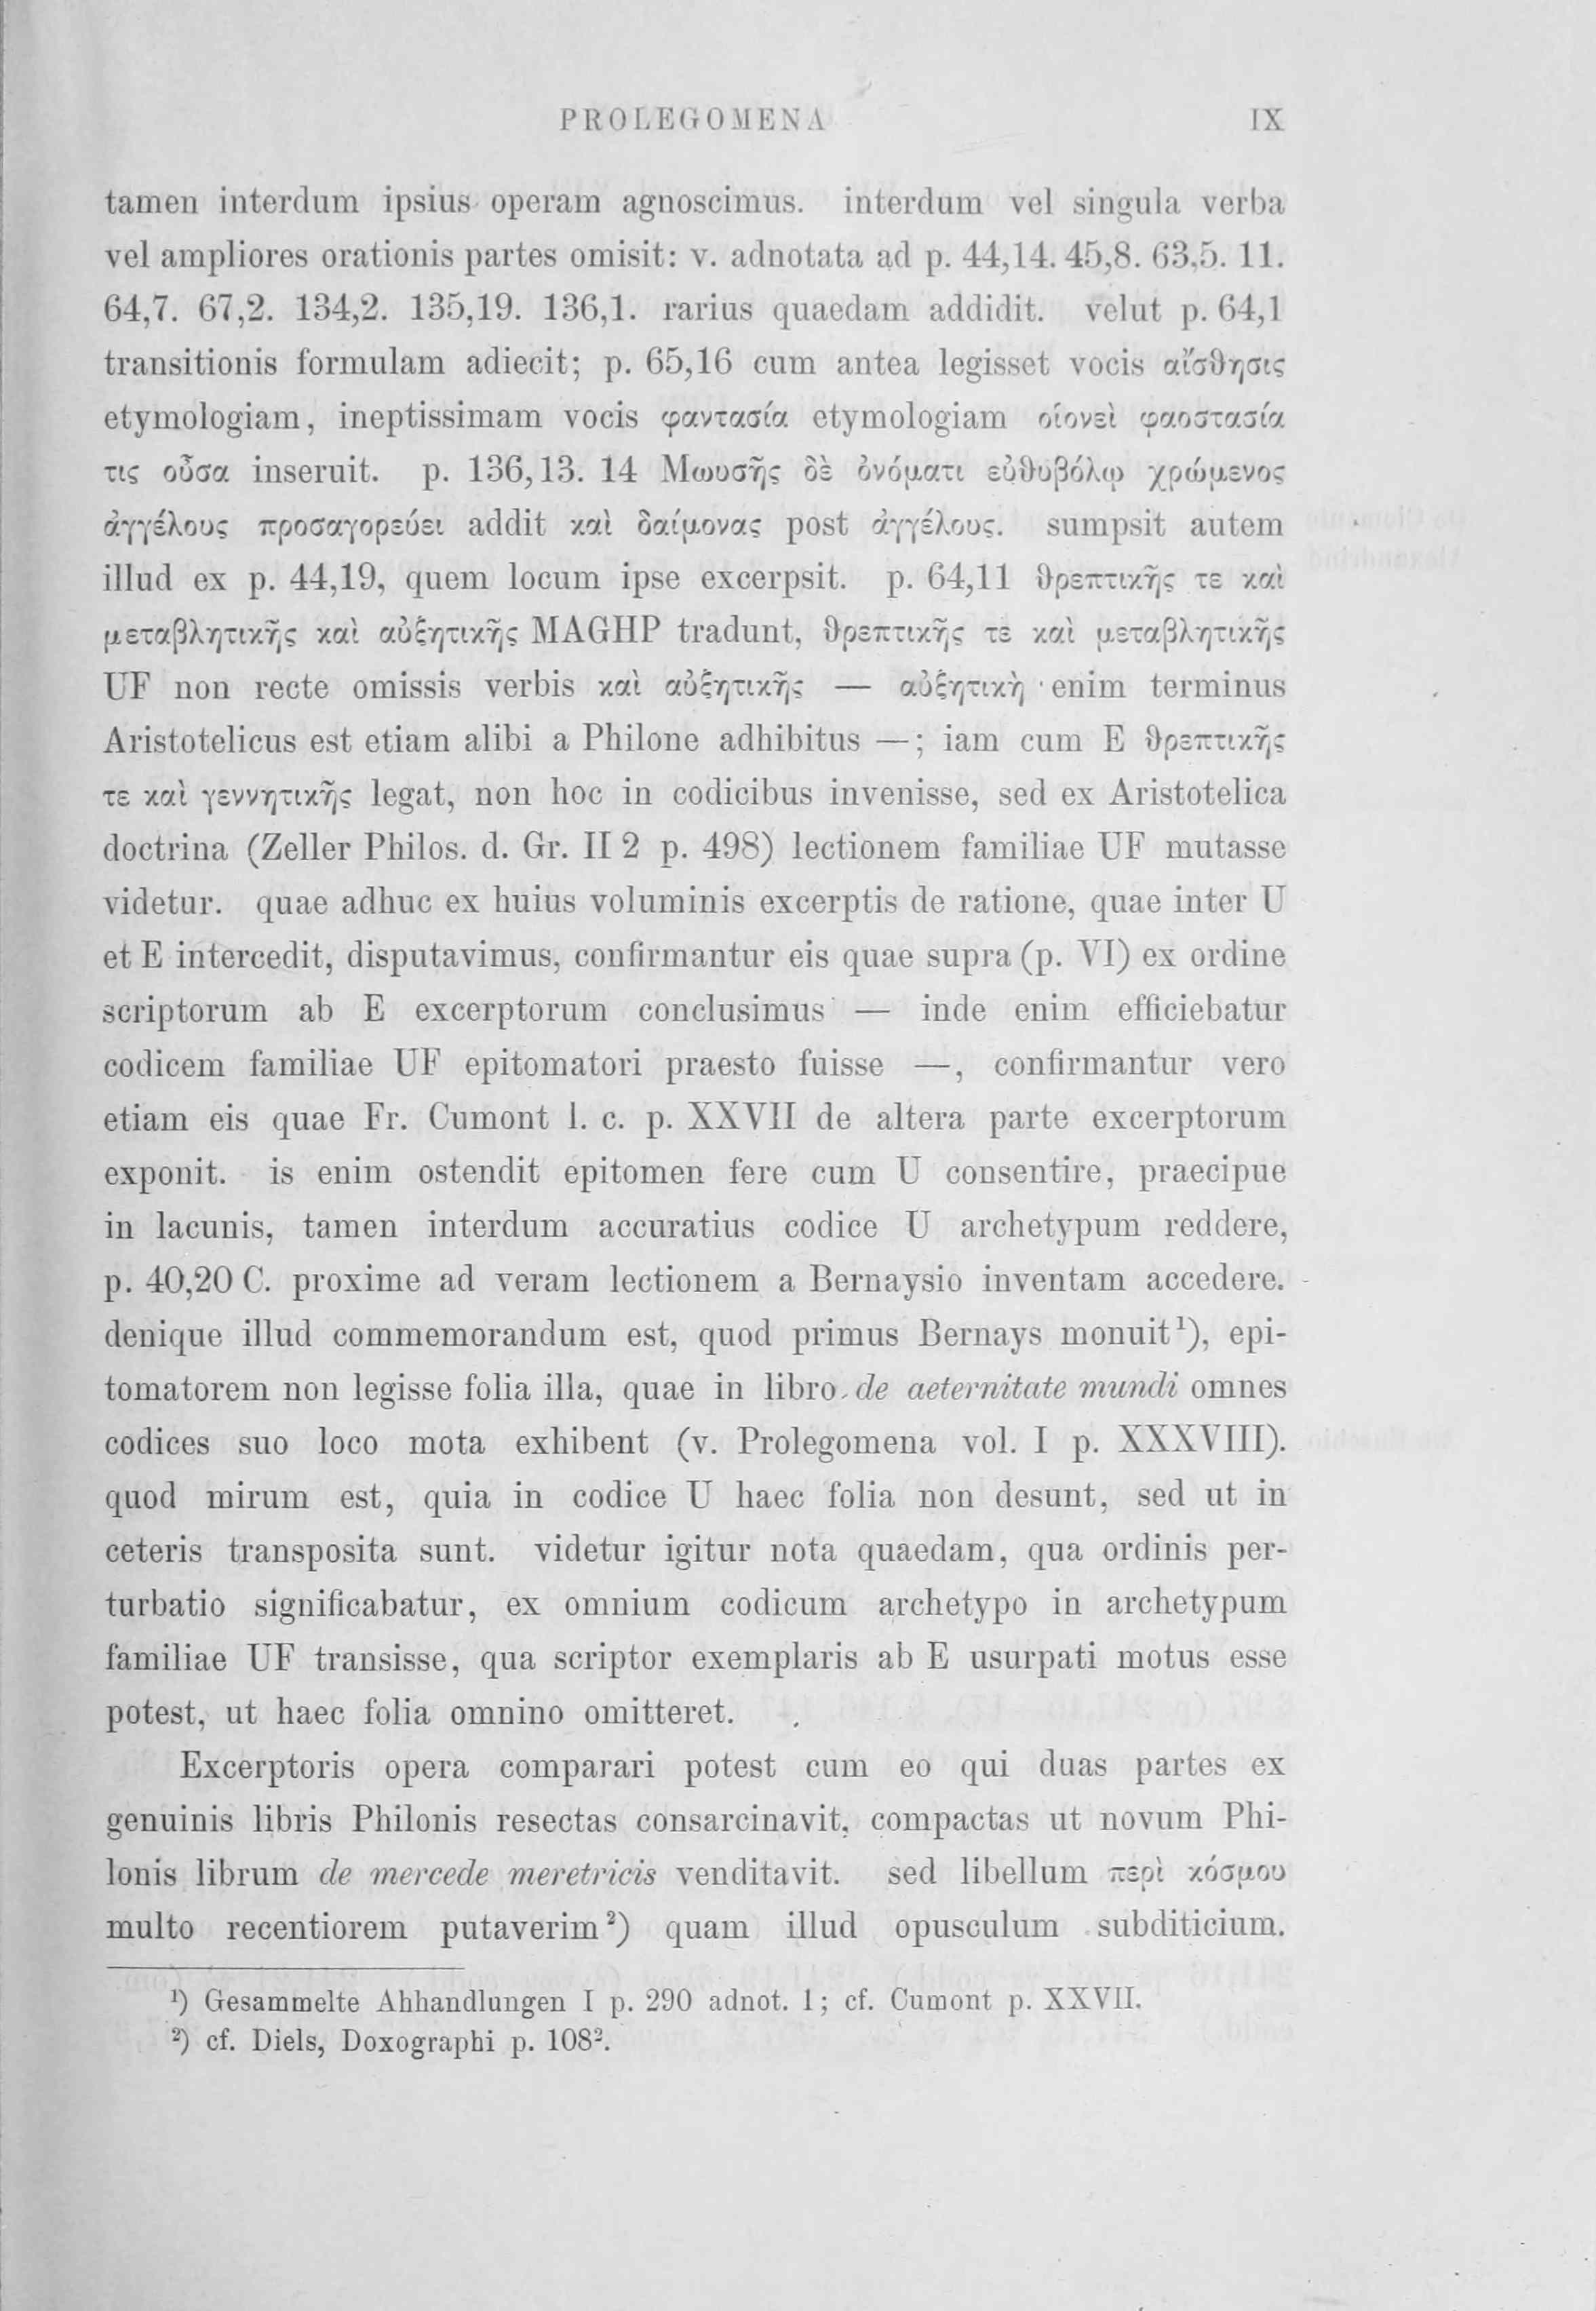 PROLEGOMENA IX
tamen interdum ipsius operam agnoscimus. interdum vel singula verba
vel ampliores orationis partes omisit: v. adnotata ad p. 44,14. 45,8. 63,5. 11.
64,7. 67,2. 134,2. 135,19. 136,1. rarius quaedam addidit. velut p. 64,1
transitionis formulam adiecit; p. 65,16 cum antea legisset vocis αἴσθησις
etymologiam, ineptissimam vocis φαντασία etymologiam οἱονεὶ φαοστασία
τις οὖσα inseruit. p. 136,13. 14 Μωυσῆς δὲ ὀνόματι εὐθυβόλῳ χρώμενος
ἀγγέλους προσαγορεύει addit καὶ δαίμονας post ἀγγέλους. sumpsit autem
illud ex p. 44,19, quem locum ipse excerpsit. p. 64,11 θρεπτικῆς τε καὶ
μεταβλητικῆς καὶ αὐξητικῆς MAGHP tradunt, θρεπτικῆς τε καὶ μεταβλητικῆς
UF non recte omissis verbis καὶ αὐξητικῆς — αὐξητικὴ enim terminus
Aristotelicus est etiam alibi a Philone adhibitus —; iam cum E θρεπτικῆς
τε καὶ γεννητικῆς legat, non hoc in codicibus invenisse, sed ex Aristotelica
doctrina (Zeller Philos. d. Gr. II 2 p. 498) lectionem familiae UF mutasse
videtur. quae adhuc ex huius voluminis excerptis de ratione, quae inter U
et E intercedit, disputavimus, confirmantur eis quae supra (p. VI) ex ordine
scriptorum ab E excerptorum conclusimus — inde enim efficiebatur
codicem familiae UF epitomatori praesto fuisse —, confirmantur vero
etiam eis quae Fr. Cumont l. c. p. XXVII de altera parte excerptorum
exponit. is enim ostendit epitomen fere cum U consentire, praecipue
in lacunis, tamen interdum accuratius codice U archetypum reddere,
p. 40,20 C. proxime ad veram lectionem a Bernaysio inventam accedere.
denique illud commemorandum est, quod primus Bernays monuit¹), epi-
tomatorem non legisse folia illa, quae in libro de aeternitate mundi omnes
codices suo loco mota exhibent (v. Prolegomena vol. I p. XXXVIII).
quod mirum est, quia in codice U haec folia non desunt, sed ut in
ceteris transposita sunt. videtur igitur nota quaedam, qua ordinis per-
turbatio significabatur, ex omnium codicum archetypo in archetypum
familiae UF transisse, qua scriptor exemplaris ab E usurpati motus esse
potest, ut haec folia omnino omitteret.
Excerptoris opera comparari potest cum eo qui duas partes ex
genuinis libris Philonis resectas consarcinavit, compactas ut novum Phi-
lonis librum de mercede meretricis venditavit. sed libellum περὶ κόσμου
multo recentiorem putaverim²) quam illud opusculum subditicium.
¹) Gesammelte Abhandlungen I p. 290 adnot. 1; cf. Cumont p. XXVII.
²) cf. Diels, Doxographi p. 108².